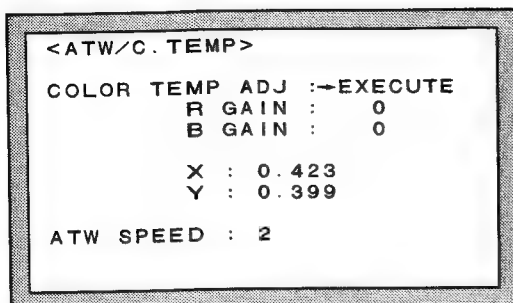 <ATW/C.TEMP>
COLOR TEMP ADJ :→EXECUTE
R GAIN : 0
B GAIN : 0
X : 0.423
Y : 0.399
ATW SPEED : 2